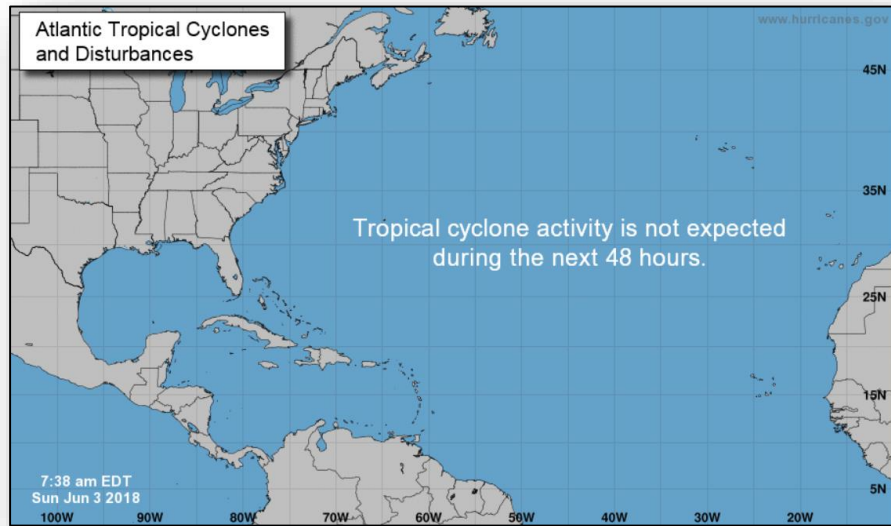 Atlantic Tropical Cyclones
and Disturbances
www.hurricanes.gov
45N
35N
Tropical cyclone activity is not expected
during the next 48 hours.
25N
15N
7:38 am EDT
Sun Jun 3 2018
5N
100W 90W 80W 70W 60W 50W 40W 30W 20W